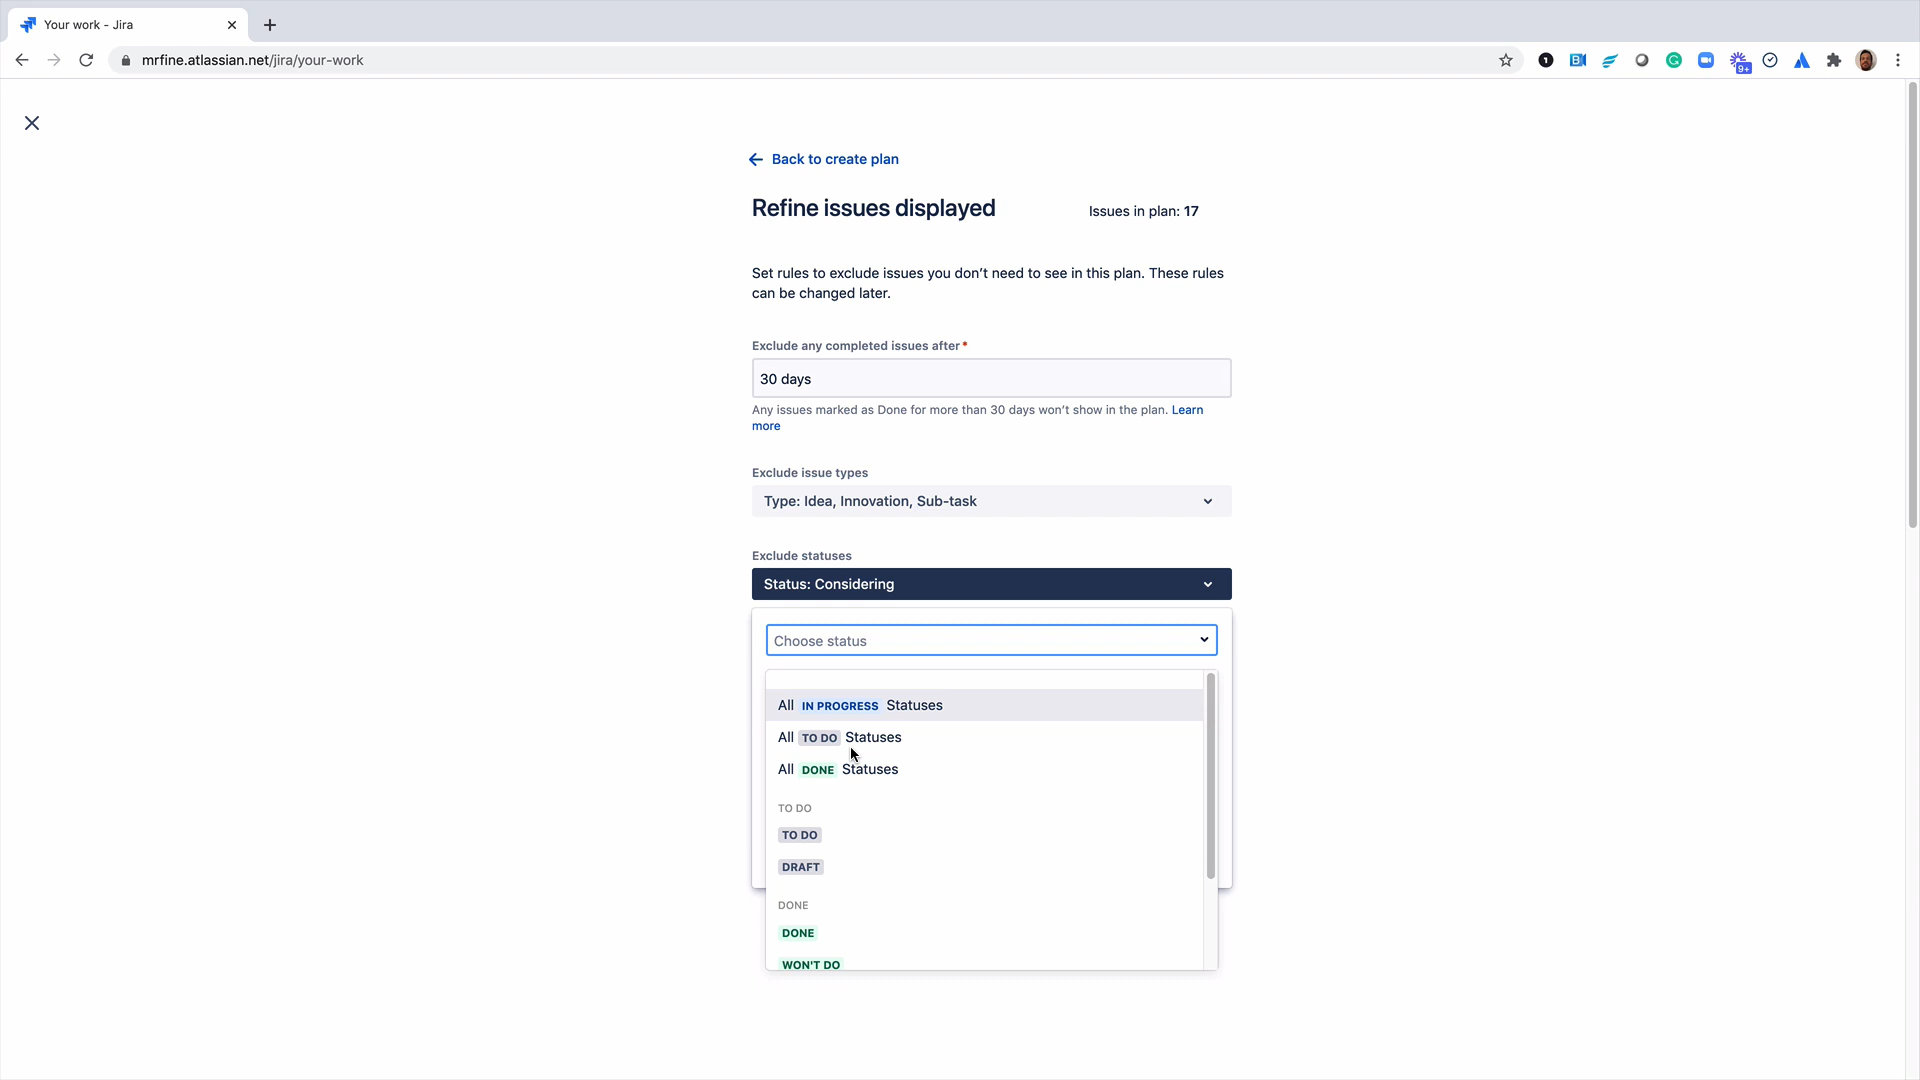 Your work - Jira
mrfine.atlassian.net/jira/your-work
9+
Back to create plan
Refine issues displayed
Issues in plan: 17
Set rules to exclude issues you don't need to see in this plan. These rules
can be changed later.
Exclude any completed issues after*
30 days
Any issues marked as Done for more than 30 days won't show in the plan. Learn
more
Exclude issue types
Type: Idea, Innovation, Sub-task
Exclude statuses
Status: Considering
Choose status
All IN PROGRESS Statuses
All TO DO Statuses
All DONE Statuses
TO DO
TO DO
DRAFT
DONE
DONE
WON'T DO